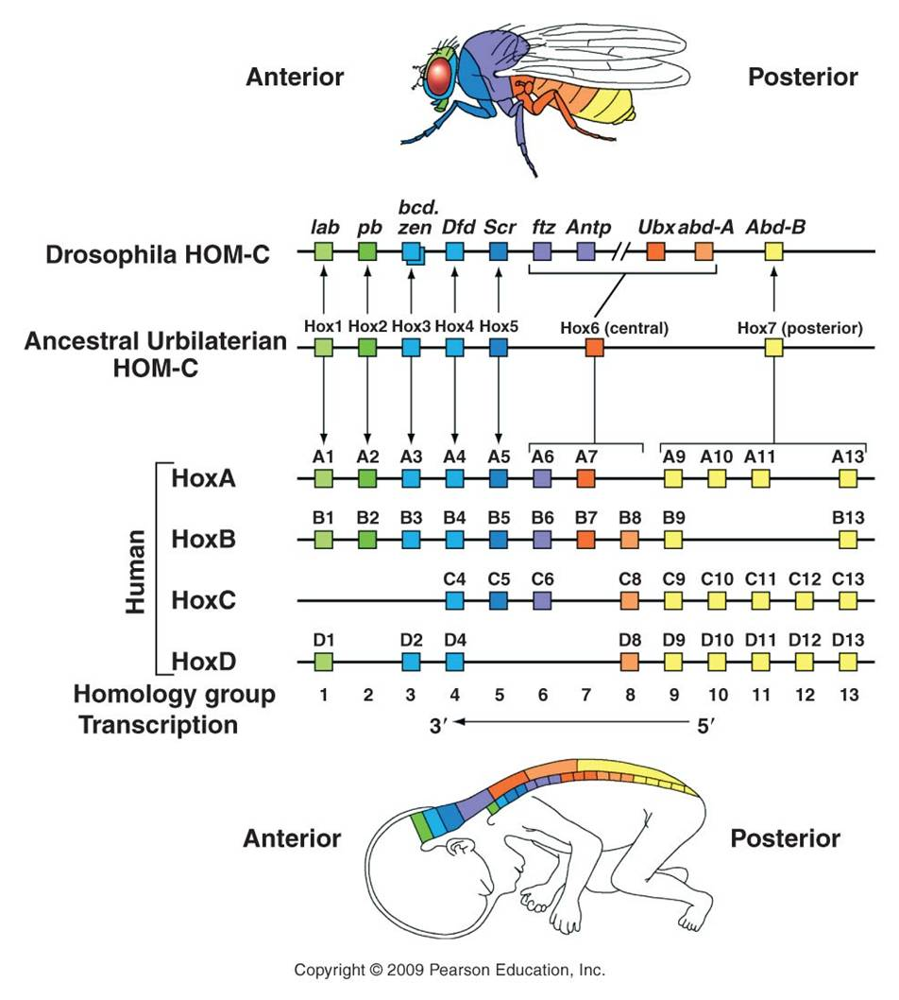 Anterior
Posterior
bcd.
lab pb zen Dfd Scr ftz Antp Ubx abd-A Abd-B
Drosophila HOM-C
Hox1 Hox2 Hox3 Hox4 Hox5 Hox6 (central) Hox7 (posterior)
Ancestral Urbilaterian
HOM-C
A1 A2 A3 A4 A5 A6 A7 A9 A10 A11 A13
HoxA
B1 B2 B3 B4 B5 B6 B7 B8 B9 B13
HoxB
Human
C4 C5 C6 C8 C9 C10 C11 C12 C13
HoxC
D1 D2 D4 D8 D9 D10 D11 D12 D13
HoxD
Homology group 1 2 3 4 5 6 7 8 9 10 11 12 13
Transcription 3′ 5′
Anterior
Posterior
Copyright © 2009 Pearson Education, Inc.